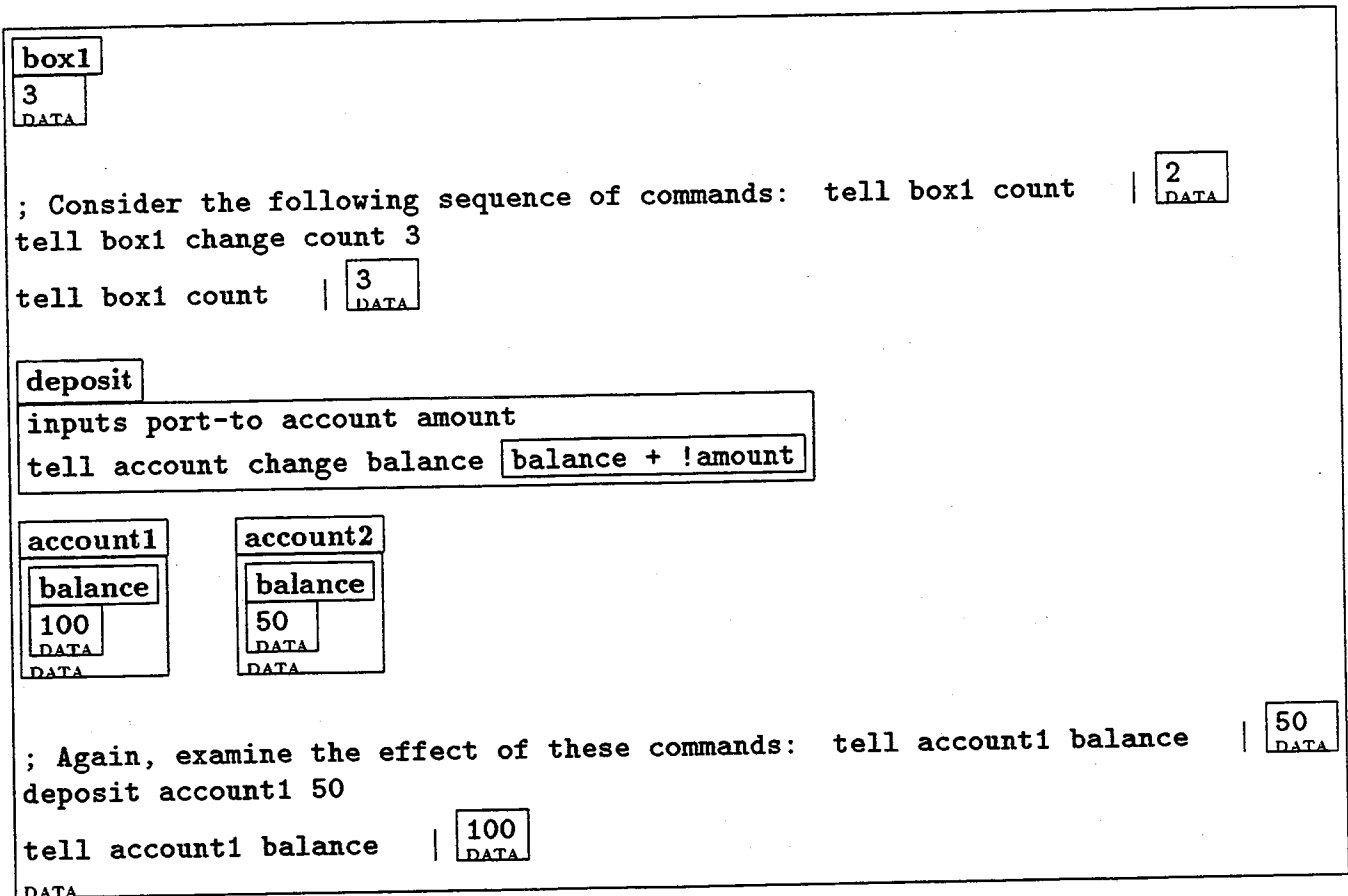 box1
3
DATA
; Consider the following sequence of commands: tell box1 count | 2
DATA
tell box1 change count 3
tell box1 count | 3
DATA
deposit
inputs port-to account amount
tell account change balance balance + !amount
account1 account2
balance balance
100 50
DATA DATA
DATA DATA
; Again, examine the effect of these commands: tell account1 balance | 50
DATA
deposit account1 50
tell account1 balance | 100
DATA
DATA